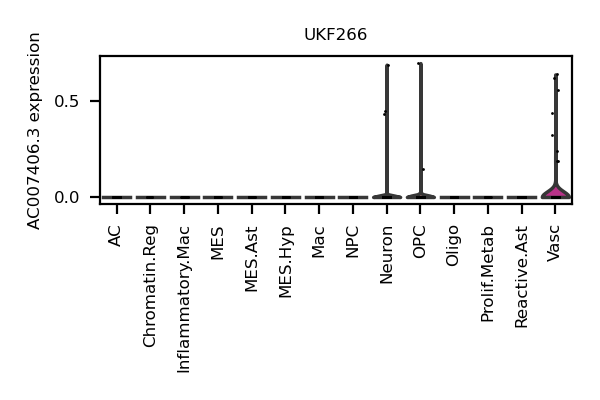 UKF266
AC007406.3 expression
0.5
0.0
AC
Chromatin.Reg
Inflammatory.Mac
MES
MES.Ast
MES.Hyp
Mac
NPC
Neuron
OPC
Oligo
Prolif.Metab
Reactive.Ast
Vasc